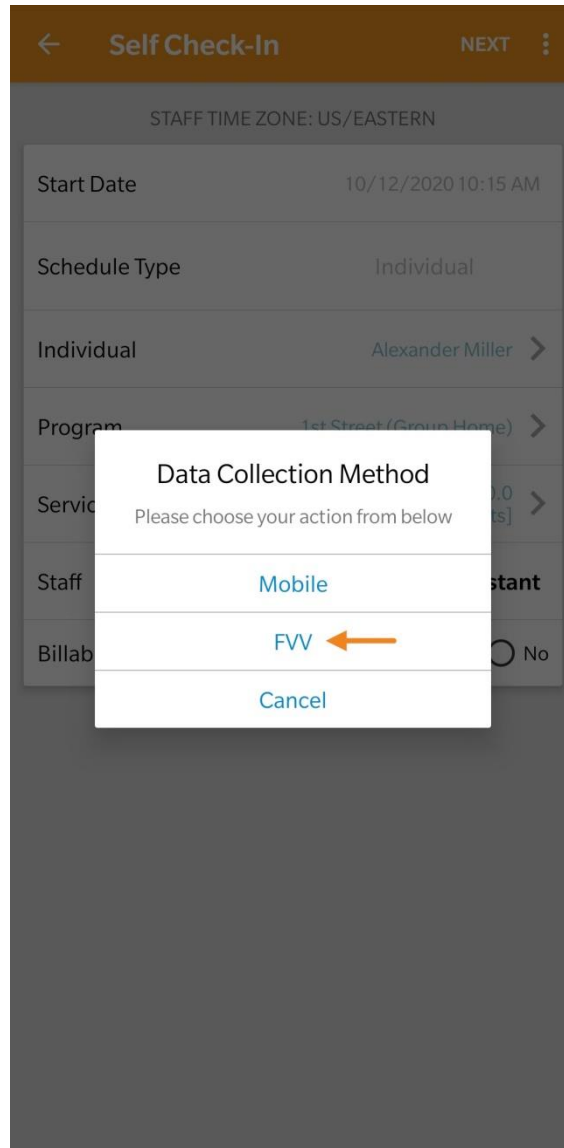 Self Check-In NEXT
STAFF TIME ZONE: US/EASTERN
Start Date 10/12/2020 10:15 AM
Schedule Type Individual
Individual Alexander Miller
Program 1st Street (Group Home)
Data Collection Method
Please choose your action from below
Mobile
FVV
Cancel
Staff
No